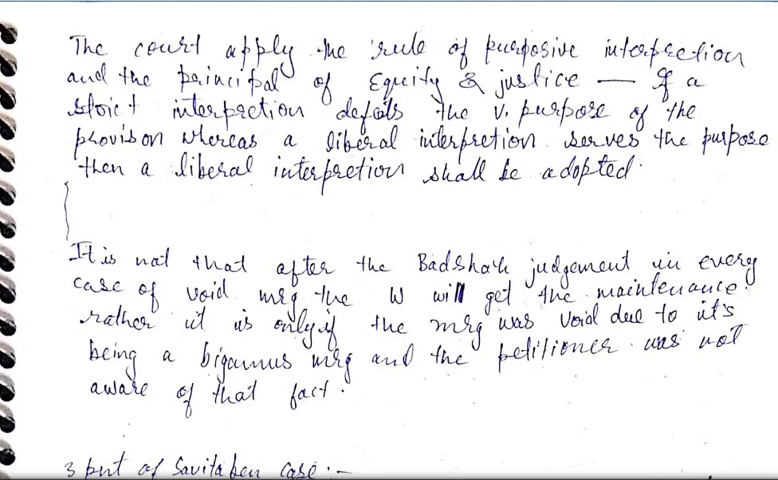 The court apply the rule of purposive interpection
and the principal of Equity & justice — If a
strict interpretion defeits the v. purpose of the
provison whereas a liberal interpretion serves the purpose
then a liberal interpretion shall be adopted.
It is not that after the Badshah judgement in every
case of void mrg the W will get the maintenance.
rather it is only if the mrg was void due to it's
being a bigamus mrg and the petitioner was not
aware of that fact.
3 pnt of Savitaben case :-